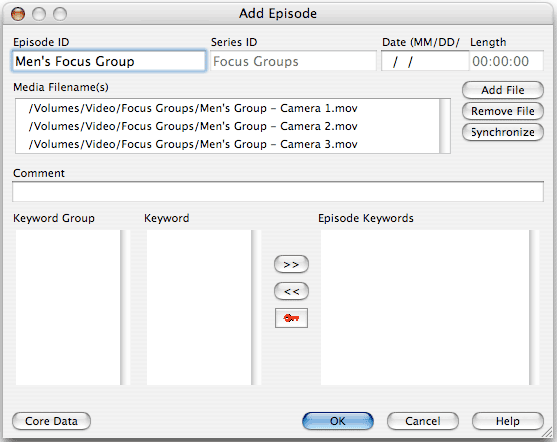 Add Episode
Episode ID Series ID Date (MM/DD/ Length
Men's Focus Group Focus Groups / / 00:00:00
Media Filename(s) Add File
/Volumes/Video/Focus Groups/Men's Group – Camera 1.mov
Remove File
/Volumes/Video/Focus Groups/Men's Group – Camera 2.mov
Synchronize
/Volumes/Video/Focus Groups/Men's Group – Camera 3.mov
Comment
Keyword Group Keyword Episode Keywords
>>
<<
Core Data OK Cancel Help